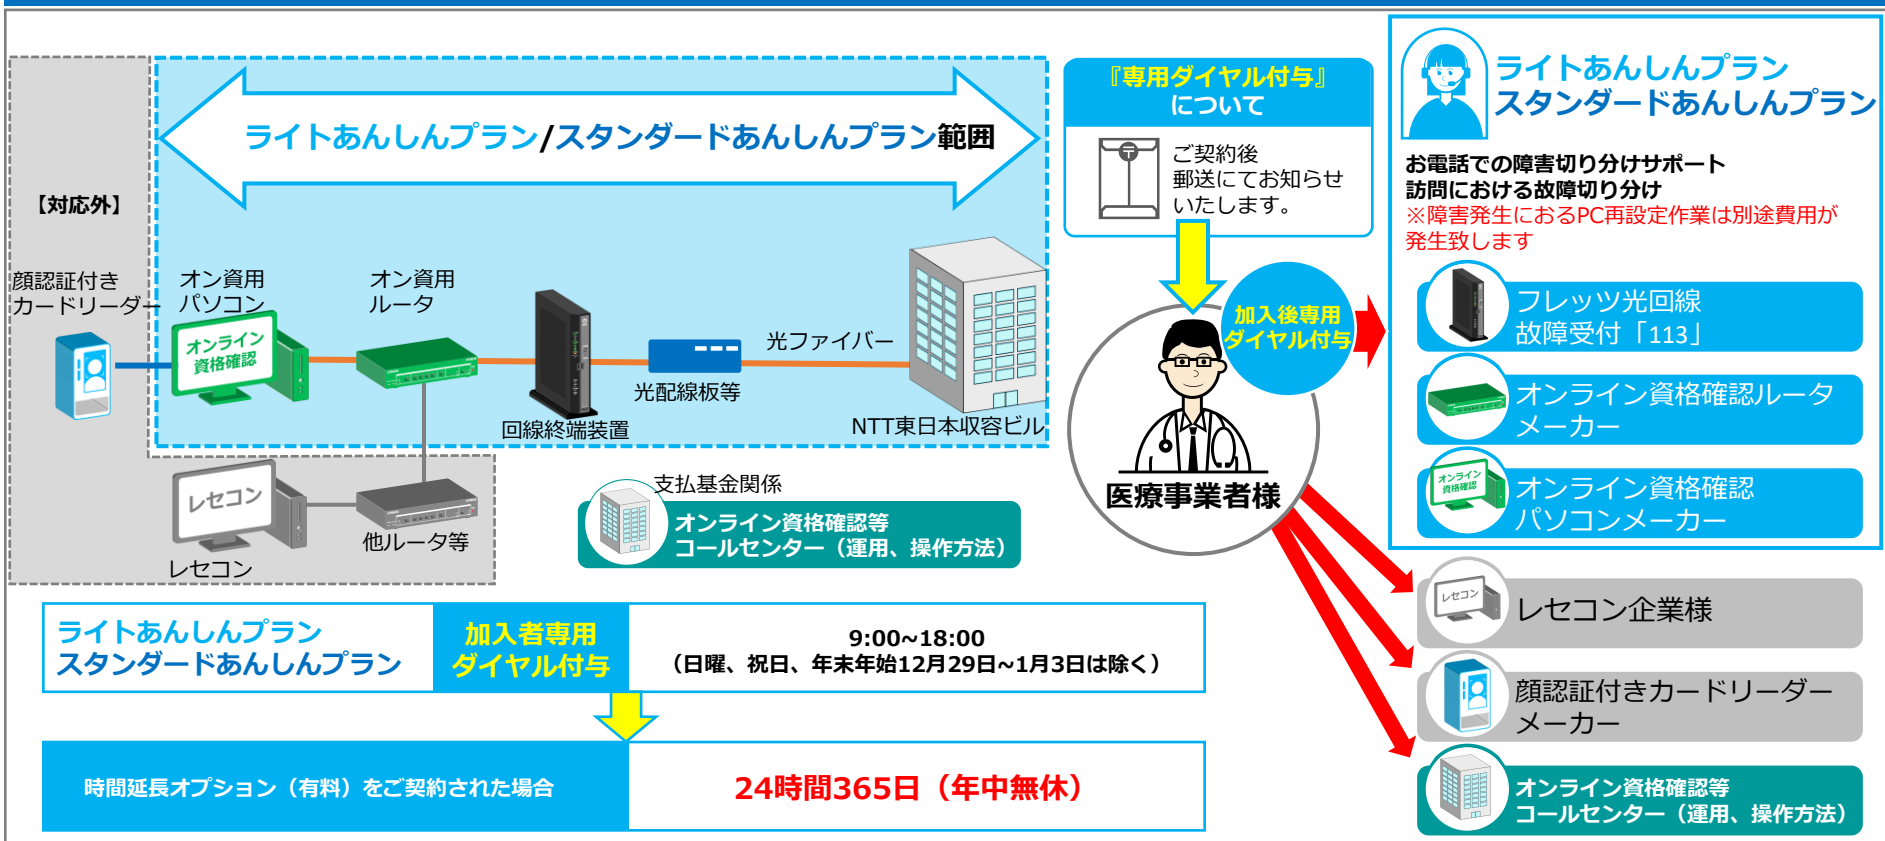 ライトあんしんプラン/スタンダードあんしんプラン範囲
【対応外】
顔認証付き
カードリーダー
オン資用
パソコン
オン資用
ルータ
オンライン
資格確認
回線終端装置
光配線板等
光ファイバー
NTT東日本収容ビル
レセコン
レセコン
他ルータ等
支払基金関係
オンライン資格確認等
コールセンター（運用、操作方法）
『専用ダイヤル付与』
について
ご契約後
郵送にてお知らせ
いたします。
加入後専用
ダイヤル付与
医療事業者様
ライトあんしんプラン
スタンダードあんしんプラン
お電話での障害切り分けサポート
訪問における故障切り分け
※障害発生におるPC再設定作業は別途費用が
発生致します
フレッツ光回線
故障受付「113」
オンライン資格確認ルータ
メーカー
オンライン
資格確認
オンライン資格確認
パソコンメーカー
レセコン
レセコン企業様
顔認証付きカードリーダー
メーカー
オンライン資格確認等
コールセンター（運用、操作方法）
ライトあんしんプラン
スタンダードあんしんプラン
加入者専用
ダイヤル付与
9:00~18:00
（日曜、祝日、年末年始12月29日~1月3日は除く）
時間延長オプション（有料）をご契約された場合
24時間365日（年中無休）